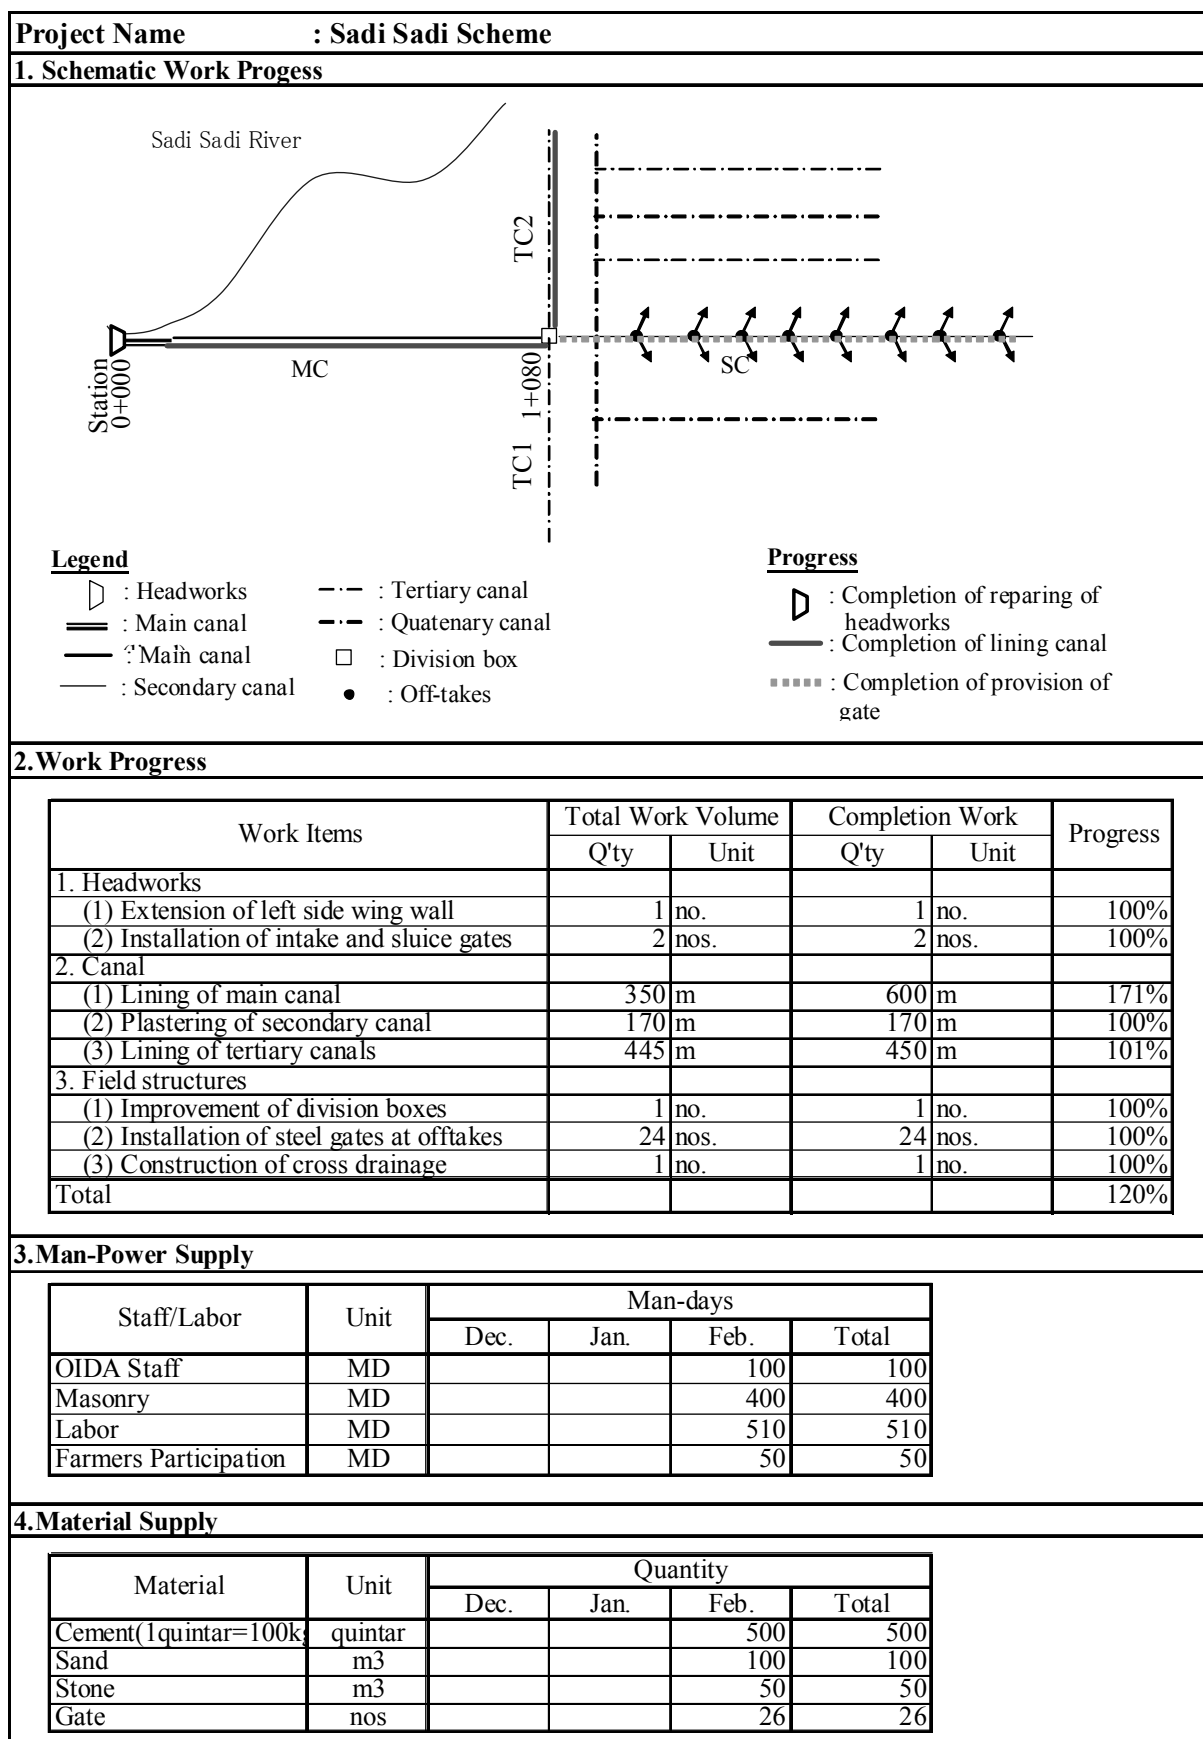 Project Name : Sadi Sadi Scheme
1. Schematic Work Progess
Sadi Sadi River
TC2
MC
SC
Station
0+000
1+080
TC1
Legend
: Headworks
: Main canal
: Main canal
: Secondary canal
: Tertiary canal
: Quatenary canal
: Division box
: Off-takes
Progress
: Completion of reparing of
headworks
: Completion of lining canal
: Completion of provision of
gate
2.Work Progress
Work Items Total Work Volume Completion Work Progress
Q'ty Unit Q'ty Unit
1. Headworks
(1) Extension of left side wing wall 1 no. 1 no. 100%
(2) Installation of intake and sluice gates 2 nos. 2 nos. 100%
2. Canal
(1) Lining of main canal 350 m 600 m 171%
(2) Plastering of secondary canal 170 m 170 m 100%
(3) Lining of tertiary canals 445 m 450 m 101%
3. Field structures
(1) Improvement of division boxes 1 no. 1 no. 100%
(2) Installation of steel gates at offtakes 24 nos. 24 nos. 100%
(3) Construction of cross drainage 1 no. 1 no. 100%
Total 120%
3.Man-Power Supply
Staff/Labor Unit Man-days
Dec. Jan. Feb. Total
OIDA Staff MD 100 100
Masonry MD 400 400
Labor MD 510 510
Farmers Participation MD 50 50
4.Material Supply
Material Unit Quantity
Dec. Jan. Feb. Total
Cement(1quintar=100kg quintar 500 500
Sand m3 100 100
Stone m3 50 50
Gate nos 26 26